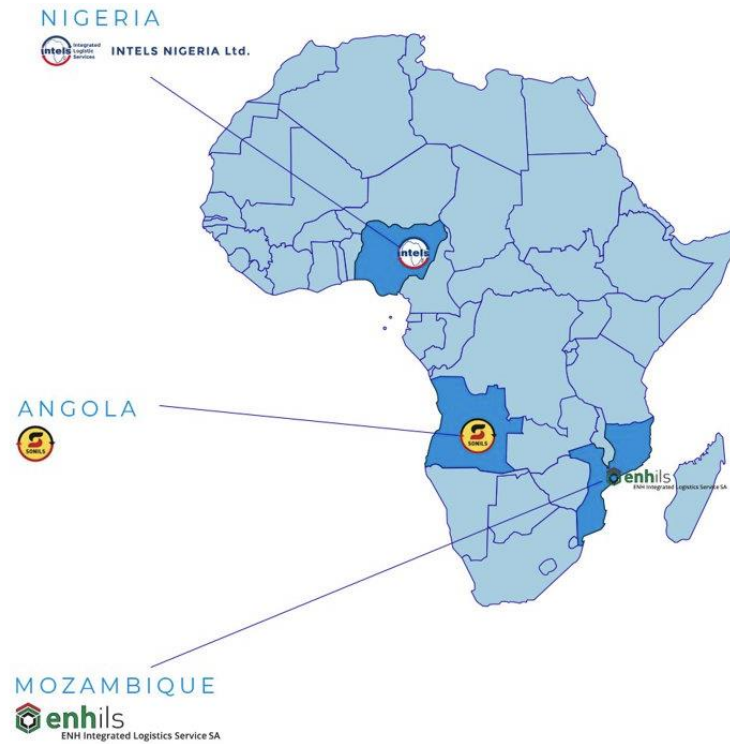 NIGERIA
intels Integrated Logistic Services INTELS NIGERIA Ltd.
intels
ANGOLA
SONILS
SONILS
enhils
ENH Integrated Logistics Service SA
MOZAMBIQUE
enhils
ENH Integrated Logistics Service SA